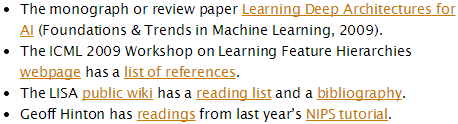 • The monograph or review paper Learning Deep Architectures for
AI (Foundations & Trends in Machine Learning, 2009).
• The ICML 2009 Workshop on Learning Feature Hierarchies
webpage has a list of references.
• The LISA public wiki has a reading list and a bibliography.
• Geoff Hinton has readings from last year's NIPS tutorial.